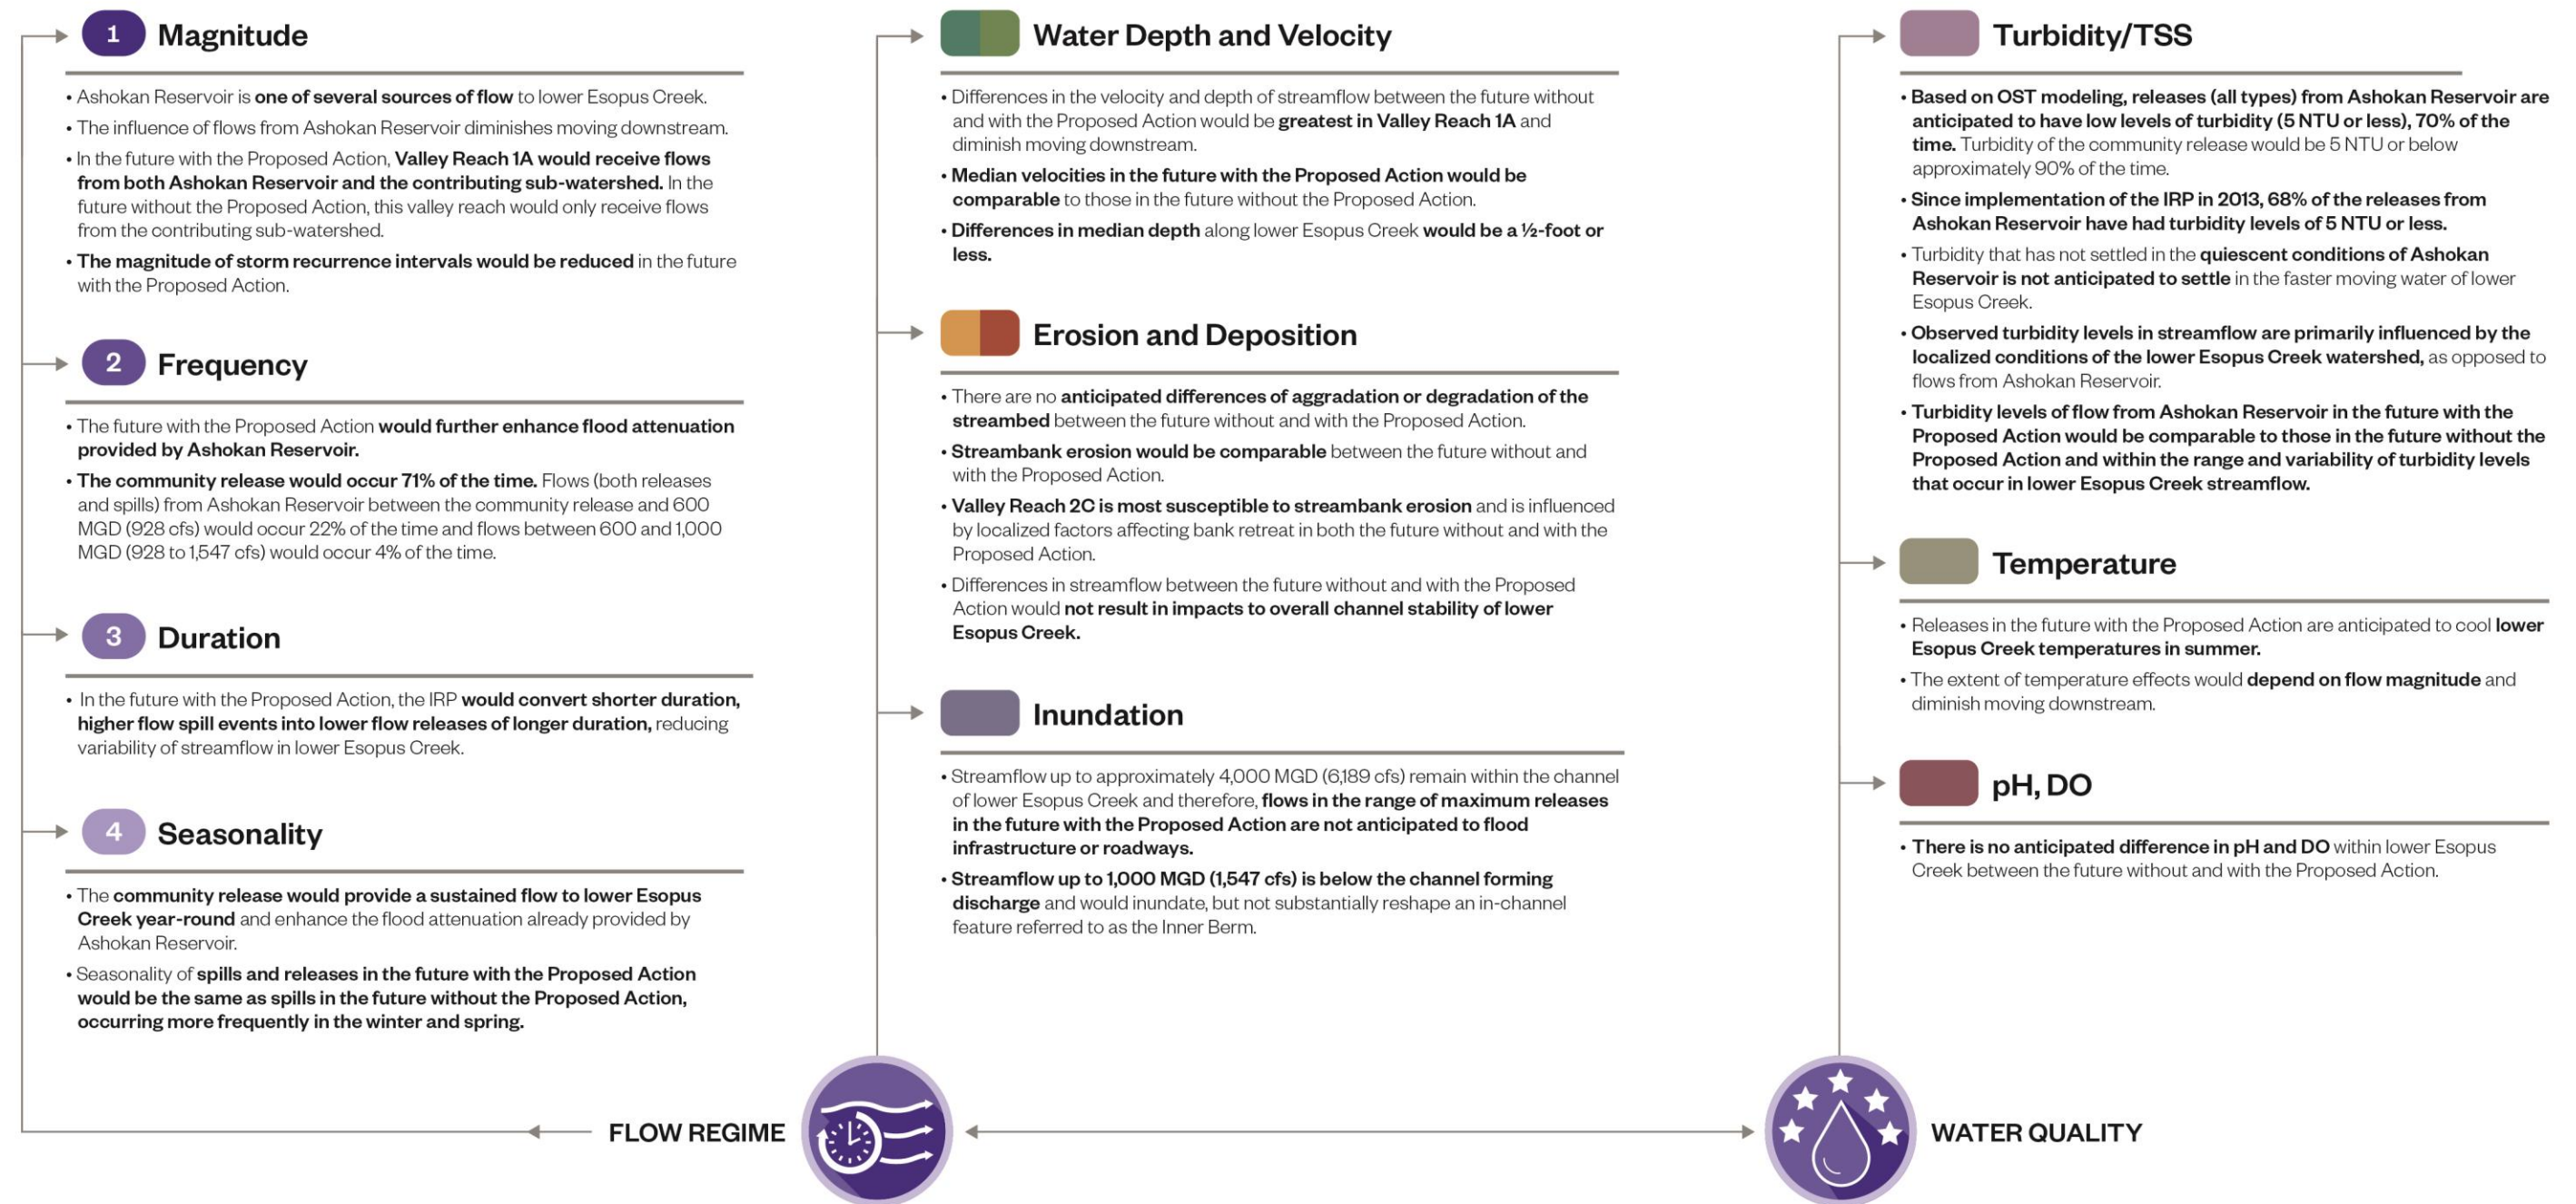 1 Magnitude
• Ashokan Reservoir is one of several sources of flow to lower Esopus Creek.
• The influence of flows from Ashokan Reservoir diminishes moving downstream.
• In the future with the Proposed Action, Valley Reach 1A would receive flows
from both Ashokan Reservoir and the contributing sub-watershed. In the
future without the Proposed Action, this valley reach would only receive flows
from the contributing sub-watershed.
• The magnitude of storm recurrence intervals would be reduced in the future
with the Proposed Action.
2 Frequency
• The future with the Proposed Action would further enhance flood attenuation
provided by Ashokan Reservoir.
• The community release would occur 71% of the time. Flows (both releases
and spills) from Ashokan Reservoir between the community release and 600
MGD (928 cfs) would occur 22% of the time and flows between 600 and 1,000
MGD (928 to 1,547 cfs) would occur 4% of the time.
3 Duration
• In the future with the Proposed Action, the IRP would convert shorter duration,
higher flow spill events into lower flow releases of longer duration, reducing
variability of streamflow in lower Esopus Creek.
4 Seasonality
• The community release would provide a sustained flow to lower Esopus
Creek year-round and enhance the flood attenuation already provided by
Ashokan Reservoir.
• Seasonality of spills and releases in the future with the Proposed Action
would be the same as spills in the future without the Proposed Action,
occurring more frequently in the winter and spring.
Water Depth and Velocity
• Differences in the velocity and depth of streamflow between the future without
and with the Proposed Action would be greatest in Valley Reach 1A and
diminish moving downstream.
• Median velocities in the future with the Proposed Action would be
comparable to those in the future without the Proposed Action.
• Differences in median depth along lower Esopus Creek would be a ½-foot or
less.
Erosion and Deposition
• There are no anticipated differences of aggradation or degradation of the
streambed between the future without and with the Proposed Action.
• Streambank erosion would be comparable between the future without and
with the Proposed Action.
• Valley Reach 2C is most susceptible to streambank erosion and is influenced
by localized factors affecting bank retreat in both the future without and with the
Proposed Action.
• Differences in streamflow between the future without and with the Proposed
Action would not result in impacts to overall channel stability of lower
Esopus Creek.
Inundation
• Streamflow up to approximately 4,000 MGD (6,189 cfs) remain within the channel
of lower Esopus Creek and therefore, flows in the range of maximum releases
in the future with the Proposed Action are not anticipated to flood
infrastructure or roadways.
• Streamflow up to 1,000 MGD (1,547 cfs) is below the channel forming
discharge and would inundate, but not substantially reshape an in-channel
feature referred to as the Inner Berm.
Turbidity/TSS
• Based on OST modeling, releases (all types) from Ashokan Reservoir are
anticipated to have low levels of turbidity (5 NTU or less), 70% of the
time. Turbidity of the community release would be 5 NTU or below
approximately 90% of the time.
• Since implementation of the IRP in 2013, 68% of the releases from
Ashokan Reservoir have had turbidity levels of 5 NTU or less.
• Turbidity that has not settled in the quiescent conditions of Ashokan
Reservoir is not anticipated to settle in the faster moving water of lower
Esopus Creek.
• Observed turbidity levels in streamflow are primarily influenced by the
localized conditions of the lower Esopus Creek watershed, as opposed to
flows from Ashokan Reservoir.
• Turbidity levels of flow from Ashokan Reservoir in the future with the
Proposed Action would be comparable to those in the future without the
Proposed Action and within the range and variability of turbidity levels
that occur in lower Esopus Creek streamflow.
Temperature
• Releases in the future with the Proposed Action are anticipated to cool lower
Esopus Creek temperatures in summer.
• The extent of temperature effects would depend on flow magnitude and
diminish moving downstream.
pH, DO
• There is no anticipated difference in pH and DO within lower Esopus
Creek between the future without and with the Proposed Action.
FLOW REGIME
WATER QUALITY